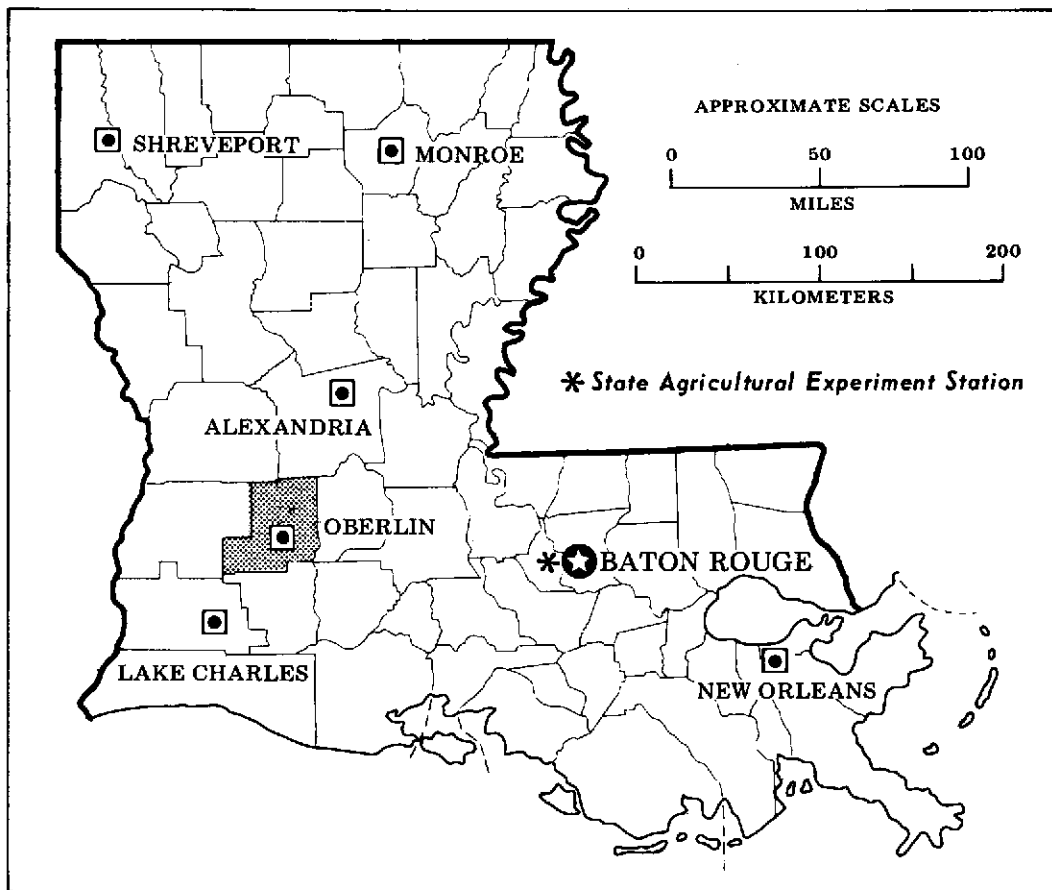 APPROXIMATE SCALES
0 50 100
MILES
0 100 200
KILOMETERS
SHREVEPORT
MONROE
* State Agricultural Experiment Station
ALEXANDRIA
OBERLIN
* BATON ROUGE
LAKE CHARLES
NEW ORLEANS